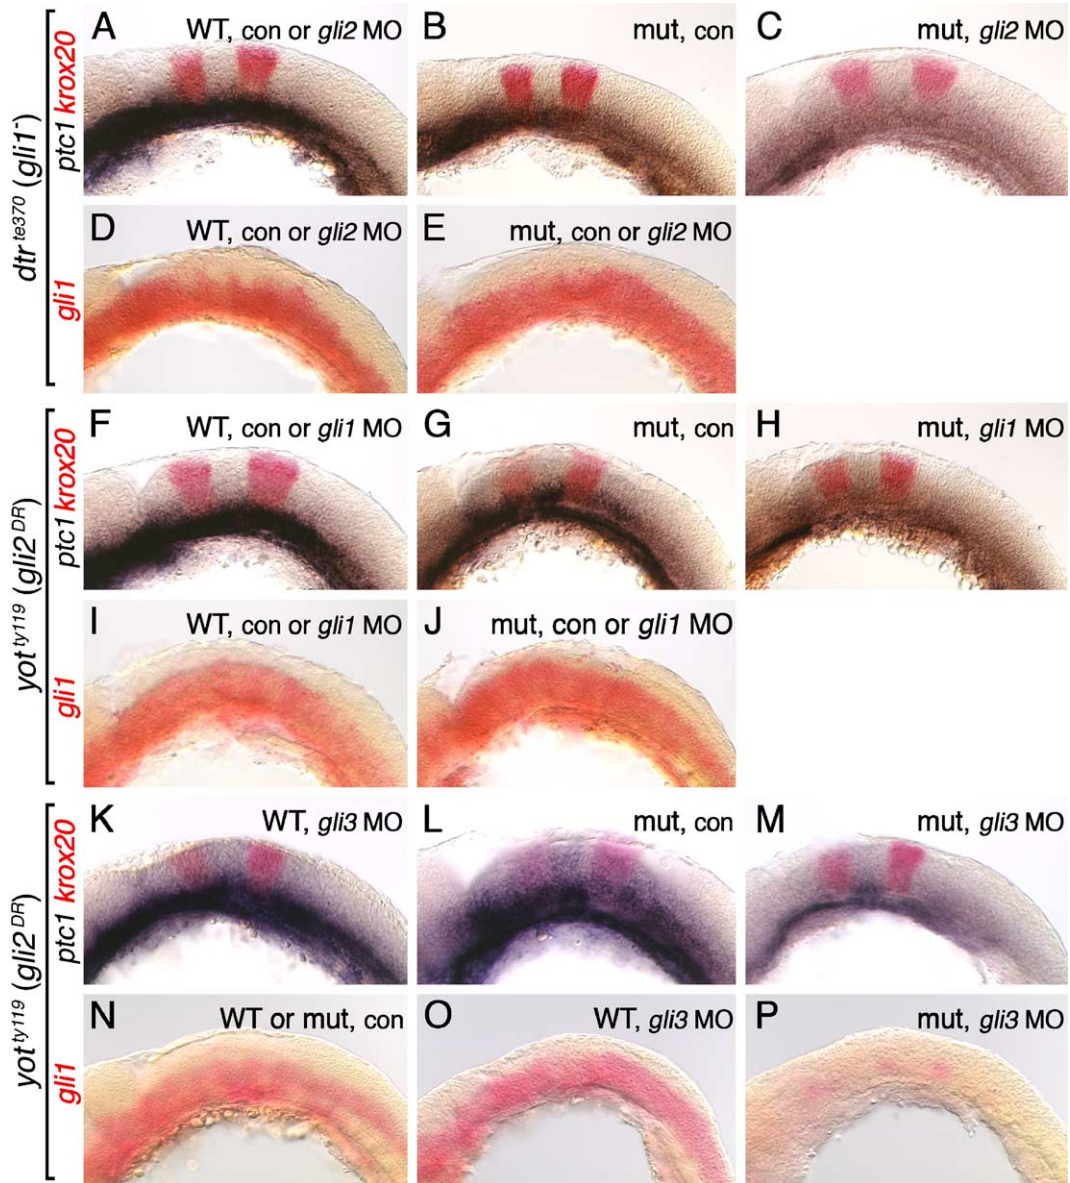 A WT, con or gli2 MO
B mut, con
C mut, gli2 MO
dtr te370 (gli1-)
ptc1 krox20
D WT, con or gli2 MO
E mut, con or gli2 MO
gli1
F WT, con or gli1 MO
G mut, con
H mut, gli1 MO
yot ty119 (gli2 DR)
ptc1 krox20
I WT, con or gli1 MO
J mut, con or gli1 MO
gli1
K WT, gli3 MO
L mut, con
M mut, gli3 MO
yot ty119 (gli2 DR)
ptc1 krox20
N WT or mut, con
O WT, gli3 MO
P mut, gli3 MO
gli1